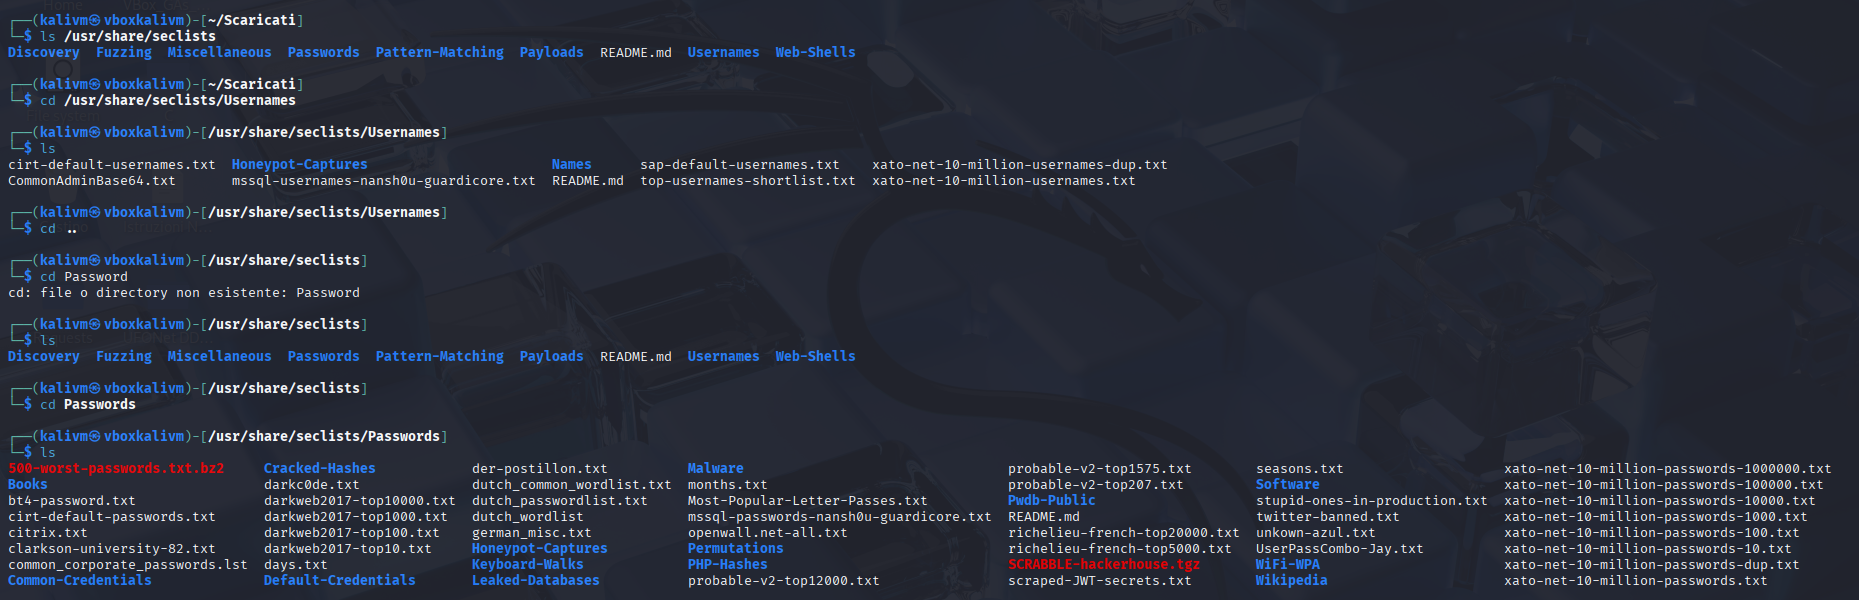 ┌──(kalivm㉿vboxkalivm)-[~/Scaricati]
└─$ ls /usr/share/seclists
Discovery  Fuzzing  Miscellaneous  Passwords  Pattern-Matching  Payloads  README.md  Usernames  Web-Shells
┌──(kalivm㉿vboxkalivm)-[~/Scaricati]
└─$ cd /usr/share/seclists/Usernames
┌──(kalivm㉿vboxkalivm)-[/usr/share/seclists/Usernames]
└─$ ls
cirt-default-usernames.txt  Honeypot-Captures                       Names      sap-default-usernames.txt    xato-net-10-million-usernames-dup.txt
CommonAdminBase64.txt       mssql-usernames-nansh0u-guardicore.txt  README.md  top-usernames-shortlist.txt  xato-net-10-million-usernames.txt
┌──(kalivm㉿vboxkalivm)-[/usr/share/seclists/Usernames]
└─$ cd ..
┌──(kalivm㉿vboxkalivm)-[/usr/share/seclists]
└─$ cd Password
cd: file o directory non esistente: Password
┌──(kalivm㉿vboxkalivm)-[/usr/share/seclists]
└─$ ls
Discovery  Fuzzing  Miscellaneous  Passwords  Pattern-Matching  Payloads  README.md  Usernames  Web-Shells
┌──(kalivm㉿vboxkalivm)-[/usr/share/seclists]
└─$ cd Passwords
┌──(kalivm㉿vboxkalivm)-[/usr/share/seclists/Passwords]
└─$ ls
500-worst-passwords.txt.bz2     Cracked-Hashes            der-postillon.txt          Malware                                 probable-v2-top1575.txt       seasons.txt                    xato-net-10-million-passwords-1000000.txt
Books                           darkc0de.txt              dutch_common_wordlist.txt  months.txt                              probable-v2-top207.txt        Software                       xato-net-10-million-passwords-100000.txt
bt4-password.txt                darkweb2017-top10000.txt  dutch_passwordlist.txt     Most-Popular-Letter-Passes.txt          Pwdb-Public                   stupid-ones-in-production.txt  xato-net-10-million-passwords-10000.txt
cirt-default-passwords.txt      darkweb2017-top1000.txt   dutch_wordlist             mssql-passwords-nansh0u-guardicore.txt  README.md                     twitter-banned.txt             xato-net-10-million-passwords-1000.txt
citrix.txt                      darkweb2017-top100.txt    german_misc.txt            openwall.net-all.txt                    richelieu-french-top20000.txt unkown-azul.txt                xato-net-10-million-passwords-100.txt
clarkson-university-82.txt      darkweb2017-top10.txt     Honeypot-Captures          Permutations                            richelieu-french-top5000.txt  UserPassCombo-Jay.txt          xato-net-10-million-passwords-10.txt
common_corporate_passwords.lst  days.txt                  Keyboard-Walks             PHP-Hashes                              SCRABBLE-hackerhouse.tgz      WiFi-WPA                       xato-net-10-million-passwords-dup.txt
Common-Credentials              Default-Credentials       Leaked-Databases           probable-v2-top12000.txt                scraped-JWT-secrets.txt       Wikipedia                      xato-net-10-million-passwords.txt